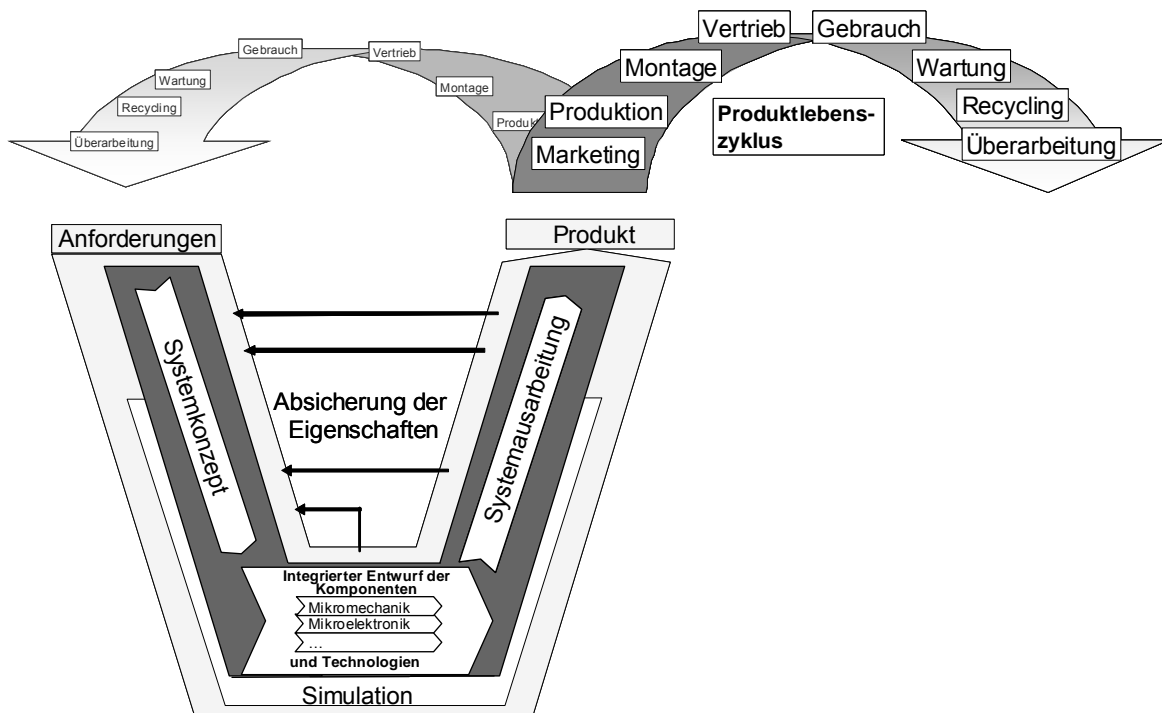 Vertrieb
Gebrauch
Montage
Wartung
Produktion
Recycling
Marketing
Überarbeitung
Produktlebens-
zyklus
Gebrauch
Vertrieb
Wartung
Montage
Recycling
Produkt
Überarbeitung
Anforderungen
Produkt
Systemkonzept
Absicherung der
Eigenschaften
Systemausarbeitung
Integrierter Entwurf der
Komponenten
Mikromechanik
Mikroelektronik
...
und Technologien
Simulation